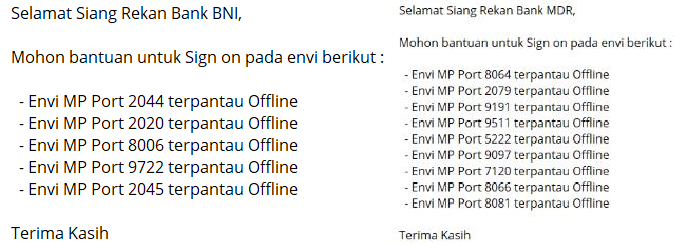 Selamat Siang Rekan Bank BNI,
Mohon bantuan untuk Sign on pada envi berikut :
- Envi MP Port 2044 terpantau Offline
- Envi MP Port 2020 terpantau Offline
- Envi MP Port 8006 terpantau Offline
- Envi MP Port 9722 terpantau Offline
- Envi MP Port 2045 terpantau Offline
Terima Kasih
Selamat Siang Rekan Bank MDR,
Mohon bantuan untuk Sign on pada envi berikut :
- Envi MP Port 8064 terpantau Offline
- Envi MP Port 2079 terpantau Offline
- Envi MP Port 9191 terpantau Offline
- Envi MP Port 9511 terpantau Offline
- Envi MP Port 5222 terpantau Offline
- Envi MP Port 9097 terpantau Offline
- Envi MP Port 7120 terpantau Offline
- Envi MP Port 8066 terpantau Offline
- Envi MP Port 8081 terpantau Offline
Terima Kasih